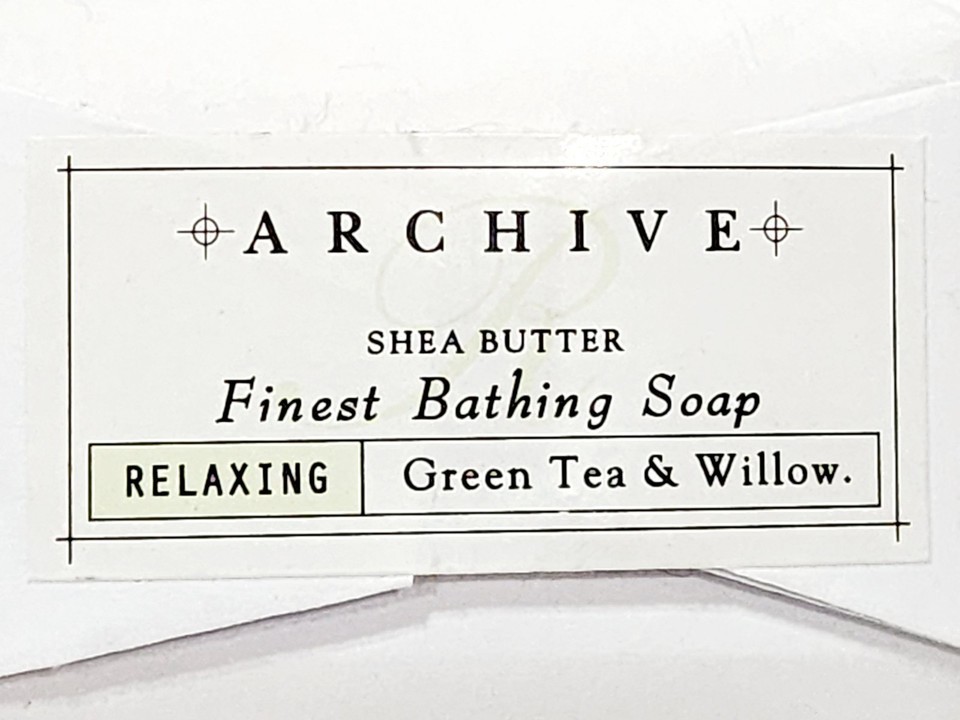 ARCHIVE
SHEA BUTTER
Finest Bathing Soap
RELAXING Green Tea & Willow.